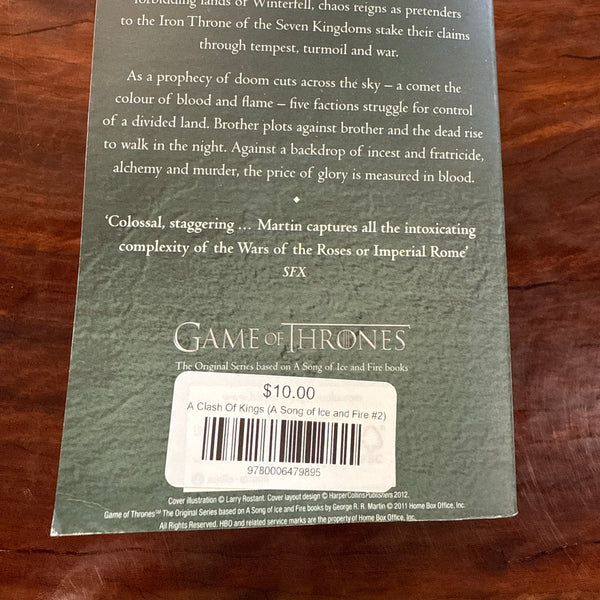 forbidding lands of Winterfell, chaos reigns as pretenders
to the Iron Throne of the Seven Kingdoms stake their claims
through tempest, turmoil and war.
As a prophecy of doom cuts across the sky – a comet the
colour of blood and flame – five factions struggle for control
of a divided land. Brother plots against brother and the dead rise
to walk in the night. Against a backdrop of incest and fratricide,
alchemy and murder, the price of glory is measured in blood.
‘Colossal, staggering … Martin captures all the intoxicating
complexity of the Wars of the Roses or Imperial Rome’
SFX
GAME OF THRONES
The Original Series based on A Song of Ice and Fire books
$10.00
A Clash Of Kings (A Song of Ice and Fire #2)
9780006479895
Cover illustration © Larry Rostant. Cover layout design © HarperCollinsPublishers 2012.
Game of Thrones℠ The Original Series based on A Song of Ice and Fire books by George R. R. Martin © 2011 Home Box Office, Inc.
All Rights Reserved. HBO and related service marks are the property of Home Box Office, Inc.